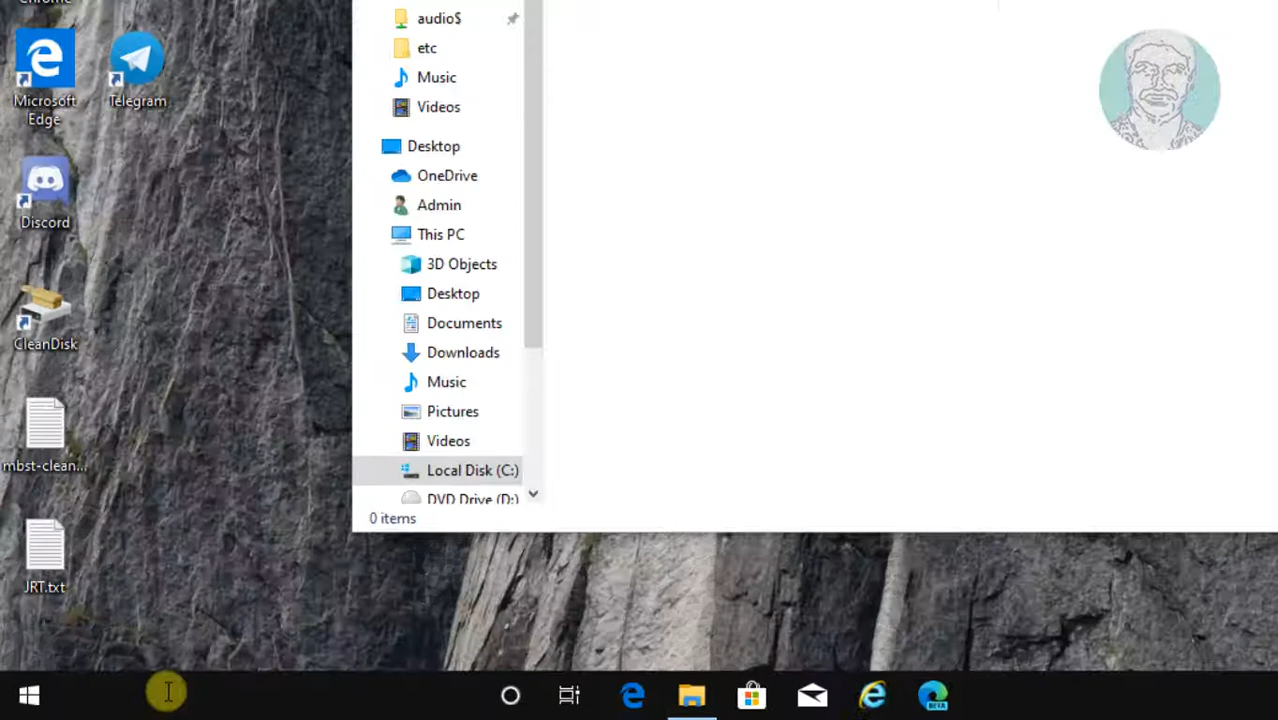 Microsoft
Edge
Telegram
Discord
CleanDisk
mbst-clean...
JRT.txt
audio$
etc
Music
Videos
Desktop
OneDrive
Admin
This PC
3D Objects
Desktop
Documents
Downloads
Music
Pictures
Videos
Local Disk (C:)
DVD Drive (D:)
0 items
BETA